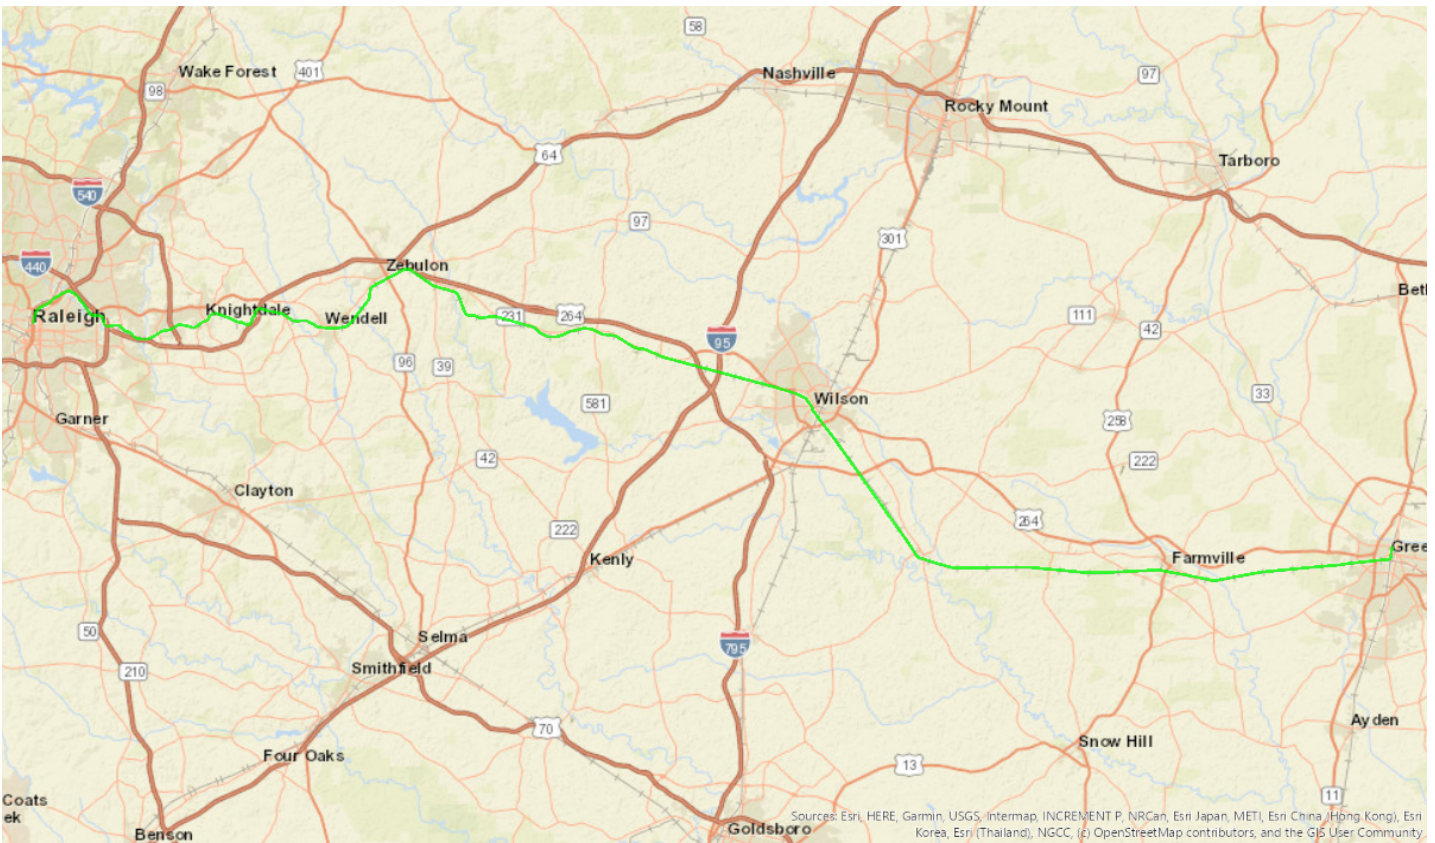 58
Wake Forest
401
Nashville
97
98
Rocky Mount
64
Tarboro
540
97
301
440
Zebulon
Bet
Knightdale
Raleigh
Wendell
231
264
111
42
95
96
39
33
581
Wilson
Garner
258
42
222
Clayton
264
222
Kenly
Farmville
Gree
50
Selma
795
Smithfield
210
70
Ayden
Snow Hill
Four Oaks
13
11
Coats
ek
Benson
Goldsboro
Sources: Esri, HERE, Garmin, USGS, Intermap, INCREMENT P, NRCan, Esri Japan, METI, Esri China (Hong Kong), Esri
Korea, Esri (Thailand), NGCC, (c) OpenStreetMap contributors, and the GIS User Community